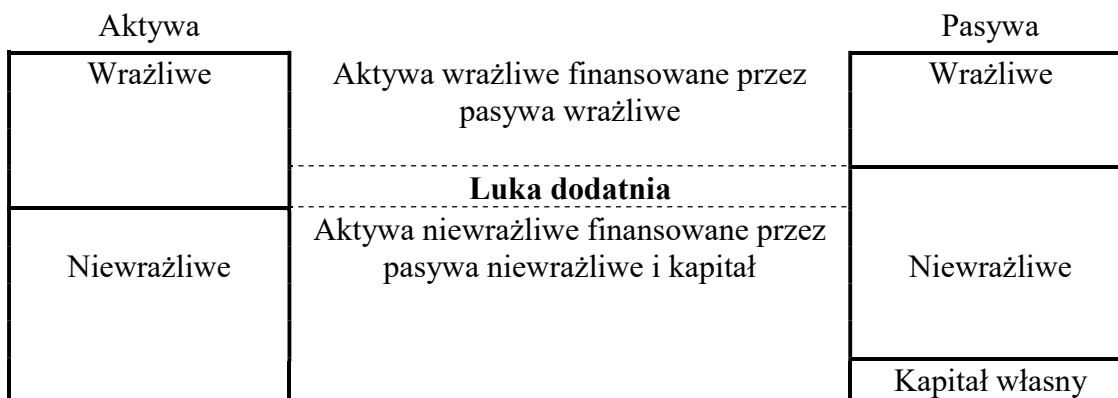 Aktywa
Pasywa
Wrażliwe
Aktywa wrażliwe finansowane przez
pasywa wrażliwe
Wrażliwe
Luka dodatnia
Niewrażliwe
Aktywa niewrażliwe finansowane przez
pasywa niewrażliwe i kapitał
Niewrażliwe
Kapitał własny